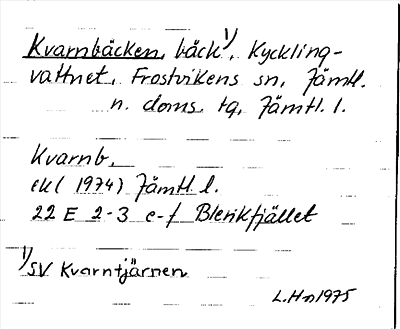 Kvarnbäcken, bäck¹⁾, Kyckling-
vattnet, Frostvikens sn, Jämtl.
n. doms. tg, Jämtl. l.
Kvarnb.
ek (1974) Jämtl. l.
22 E 2-3 e-f Blerikfjället
¹⁾SV Kvarntjärnen
L.Hn 1975